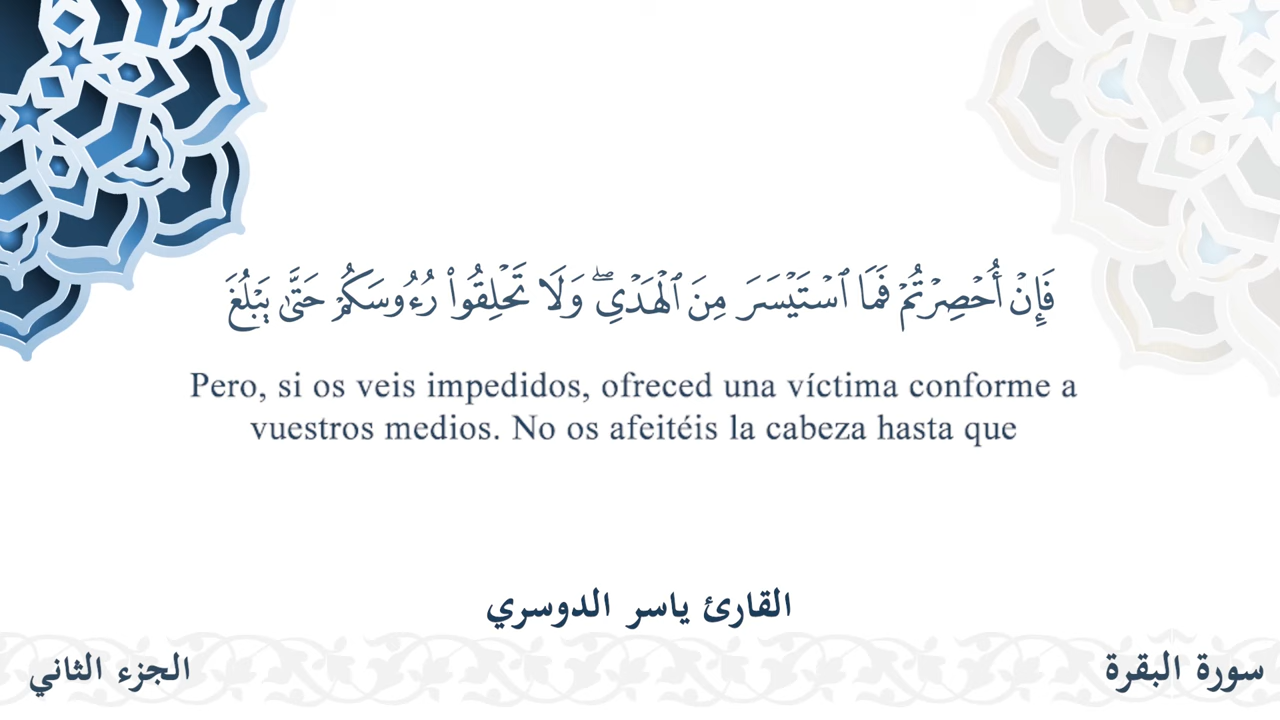 فَإِنۡ أُحۡصِرۡتُمۡ فَمَا ٱسۡتَيۡسَرَ مِنَ ٱلۡهَدۡيِۖ وَلَا تَحۡلِقُواْ رُءُوسَكُمۡ حَتَّىٰ يَبۡلُغَ
Pero, si os veis impedidos, ofreced una víctima conforme a
vuestros medios. No os afeitéis la cabeza hasta que
القارئ ياسر الدوسري
سورة البقرة
الجزء الثاني